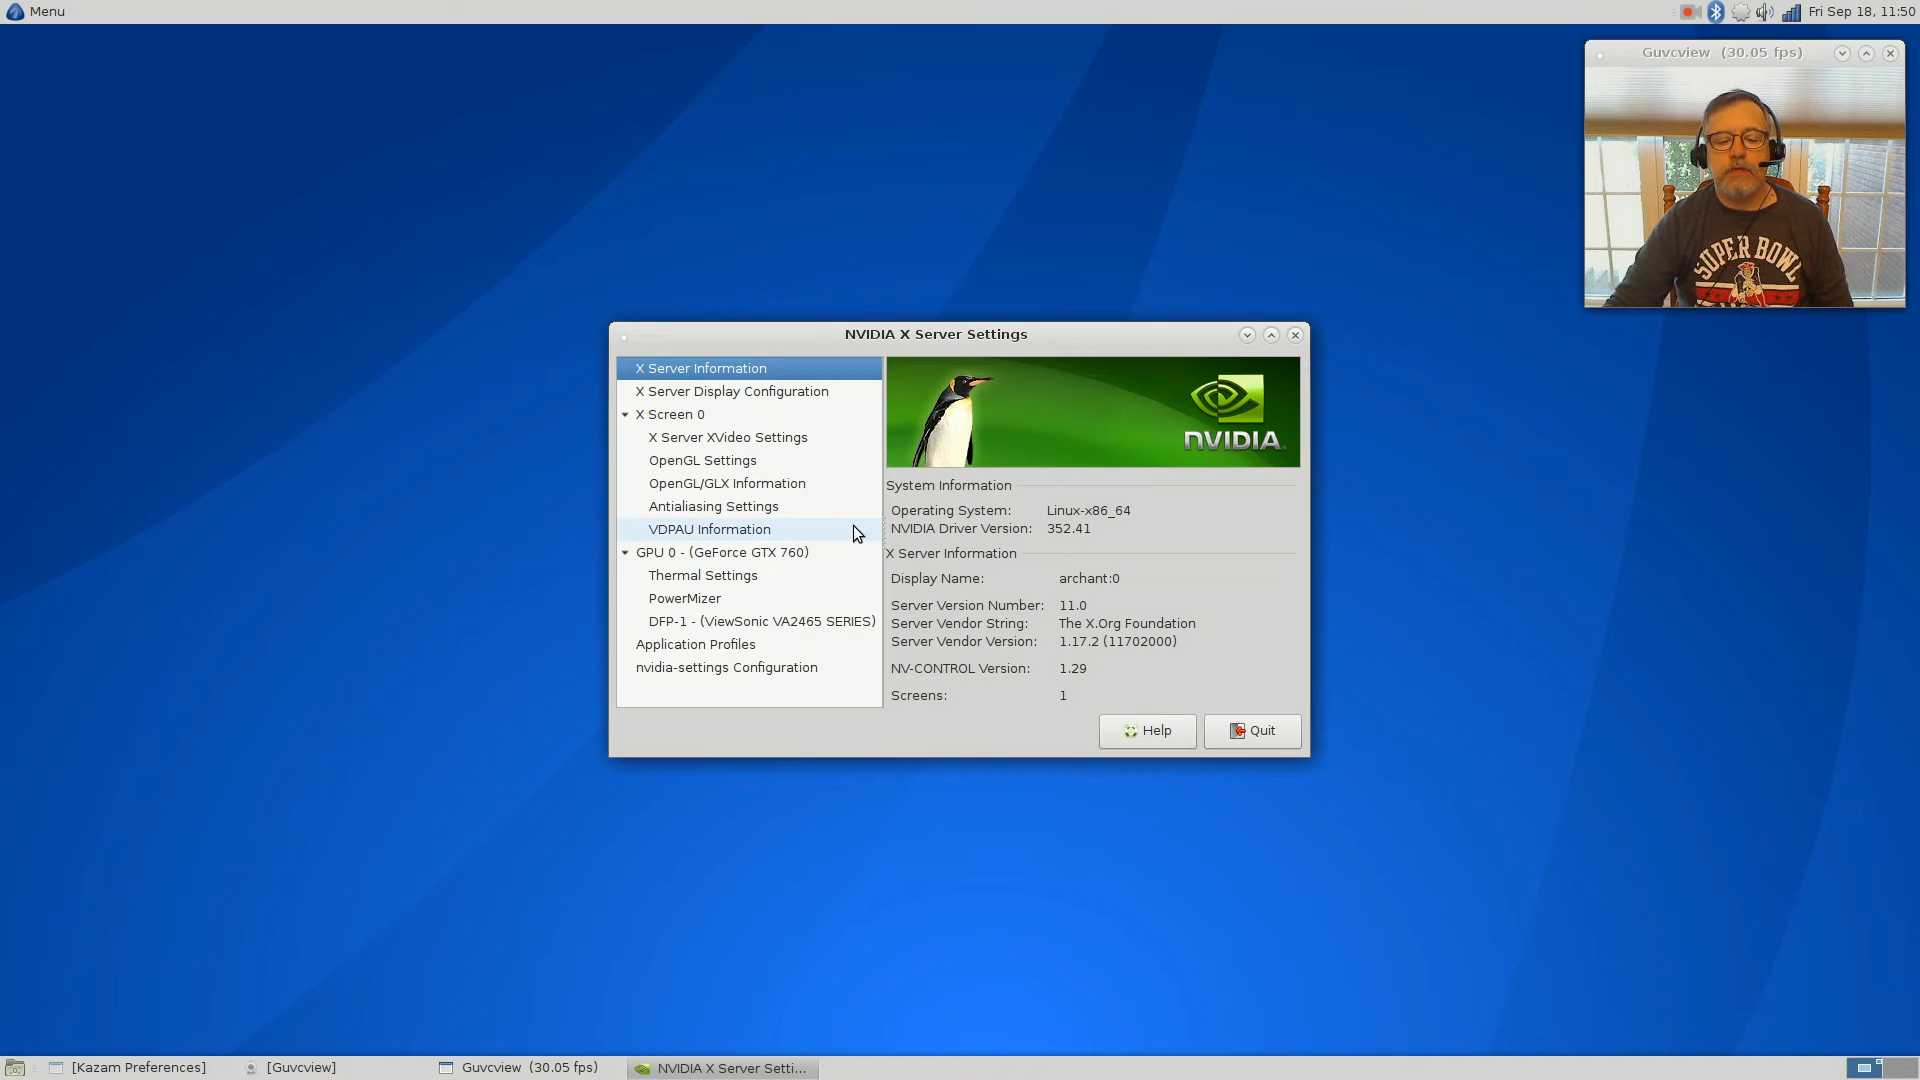 Menu
Fri Sep 18, 11:50
Guvcview (30.05 fps)
SUPER BOWL
NVIDIA X Server Settings
X Server Information
X Server Display Configuration
X Screen 0
X Server XVideo Settings
OpenGL Settings
OpenGL/GLX Information
Antialiasing Settings
VDPAU Information
GPU 0 - (GeForce GTX 760)
Thermal Settings
PowerMizer
DFP-1 - (ViewSonic VA2465 SERIES)
Application Profiles
nvidia-settings Configuration
NVIDIA.
System Information
Operating System: Linux-x86_64
NVIDIA Driver Version: 352.41
X Server Information
Display Name: archant:0
Server Version Number: 11.0
Server Vendor String: The X.Org Foundation
Server Vendor Version: 1.17.2 (11702000)
NV-CONTROL Version: 1.29
Screens: 1
Help
Quit
[Kazam Preferences]
[Guvcview]
Guvcview (30.05 fps)
NVIDIA X Server Setti...